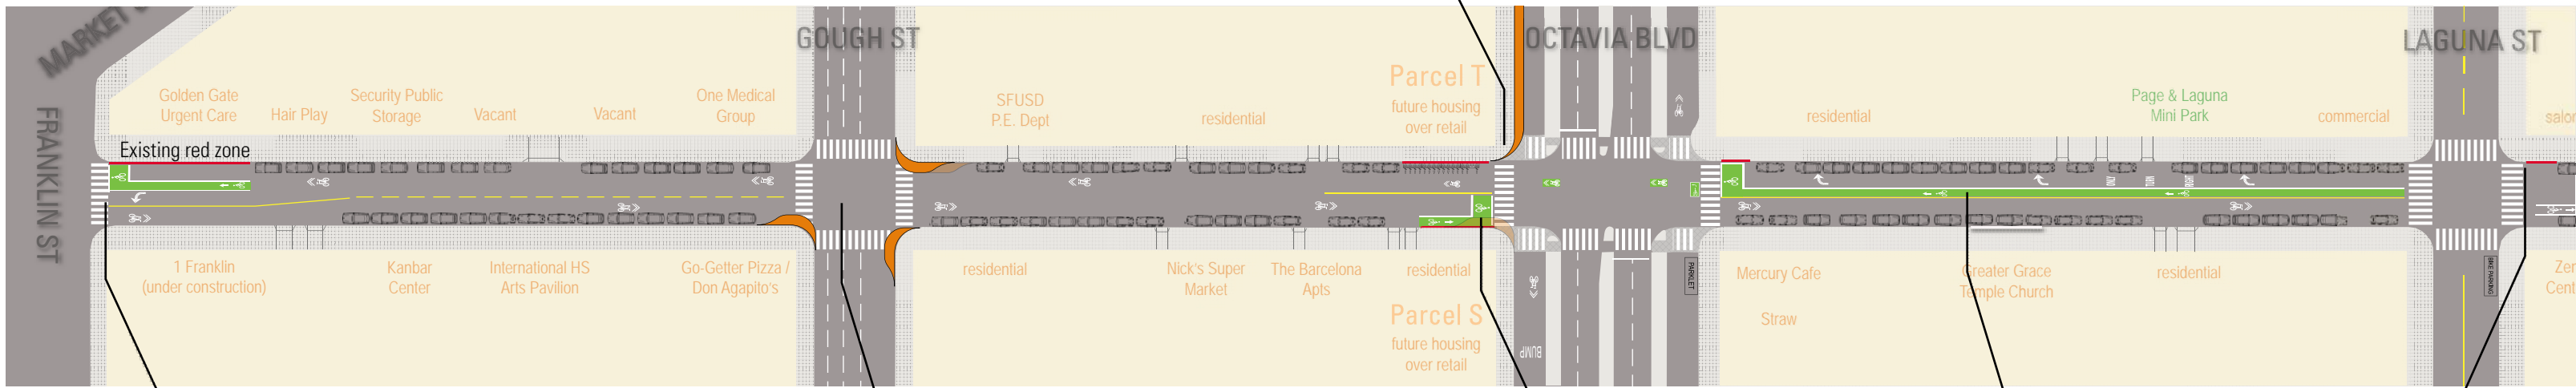 MARKET
FRANKLIN ST
GOUGH ST
OCTAVIA BLVD
LAGUNA ST
Golden Gate
Urgent Care
Hair Play
Security Public
Storage
Vacant
Vacant
One Medical
Group
SFUSD
P.E. Dept
residential
Parcel T
future housing
over retail
residential
Page & Laguna
Mini Park
commercial
Existing red zone
ONLY
TURN
RIGHT
1 Franklin
(under construction)
Kanbar
Center
International HS
Arts Pavilion
Go-Getter Pizza /
Don Agapito's
residential
Nick's Super
Market
The Barcelona
Apts
residential
Parcel S
future housing
over retail
BUMP
PARKLET
Mercury Cafe
Straw
Greater Grace
Temple Church
residential
BIKE PARKING